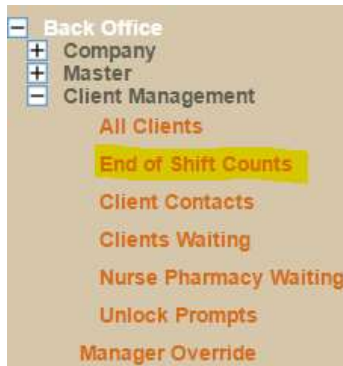 Back Office
Company
Master
Client Management
All Clients
End of Shift Counts
Client Contacts
Clients Waiting
Nurse Pharmacy Waiting
Unlock Prompts
Manager Override